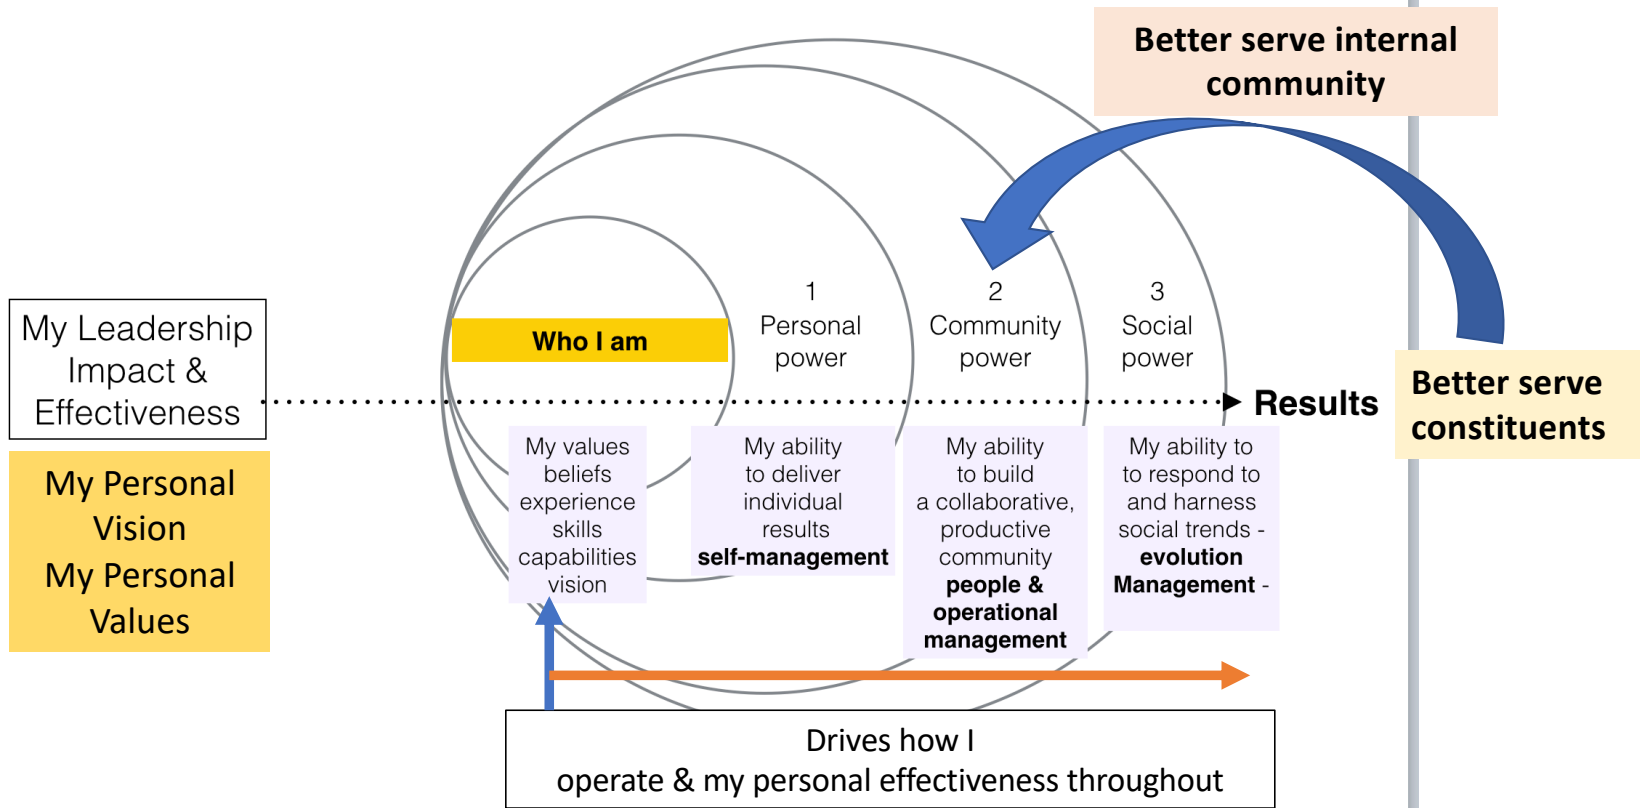 Better serve internal
community
My Leadership
Impact &
Effectiveness
My Personal
Vision
My Personal
Values
Who I am
1
Personal
power
2
Community
power
3
Social
power
Results
Better serve
constituents
My values
beliefs
experience
skills
capabilities
vision
My ability
to deliver
individual
results
self-management
My ability
to build
a collaborative,
productive
community
people &
operational
management
My ability to
to respond to
and harness
social trends -
evolution
Management -
Drives how I
operate & my personal effectiveness throughout